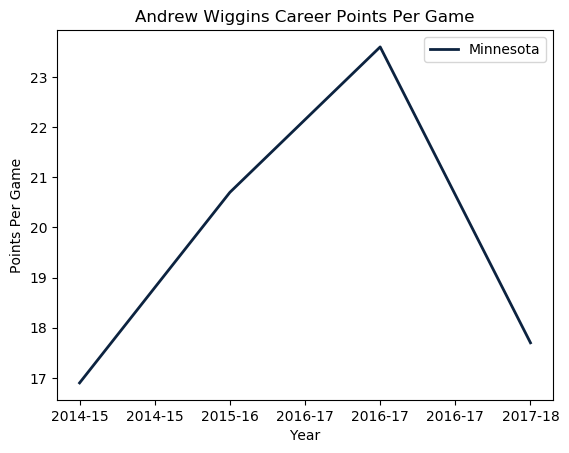 Andrew Wiggins Career Points Per Game
Minnesota
23
22
21
20
19
18
17
Points Per Game
2014-15 2014-15 2015-16 2016-17 2016-17 2016-17 2017-18
Year